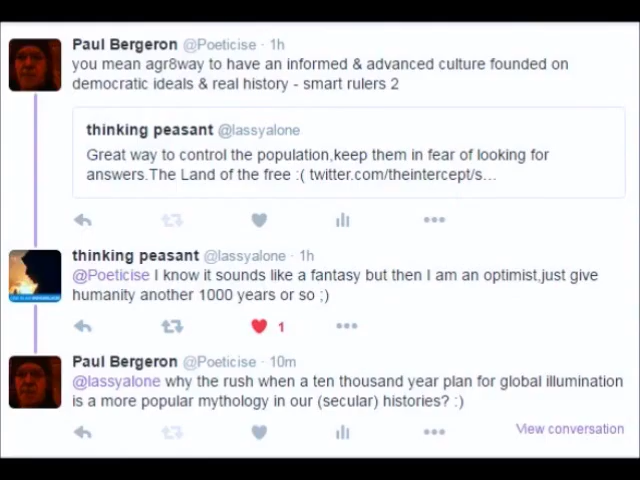 Paul Bergeron @Poeticise · 1h
you mean agr8way to have an informed & advanced culture founded on
democratic ideals & real history - smart rulers 2
thinking peasant @lassyalone
Great way to control the population,keep them in fear of looking for
answers.The Land of the free :( twitter.com/theintercept/s...
thinking peasant @lassyalone · 1h
@Poeticise I know it sounds like a fantasy but then I am an optimist,just give
humanity another 1000 years or so ;)
1
Paul Bergeron @Poeticise · 10m
@lassyalone why the rush when a ten thousand year plan for global illumination
is a more popular mythology in our (secular) histories? :)
View conversation